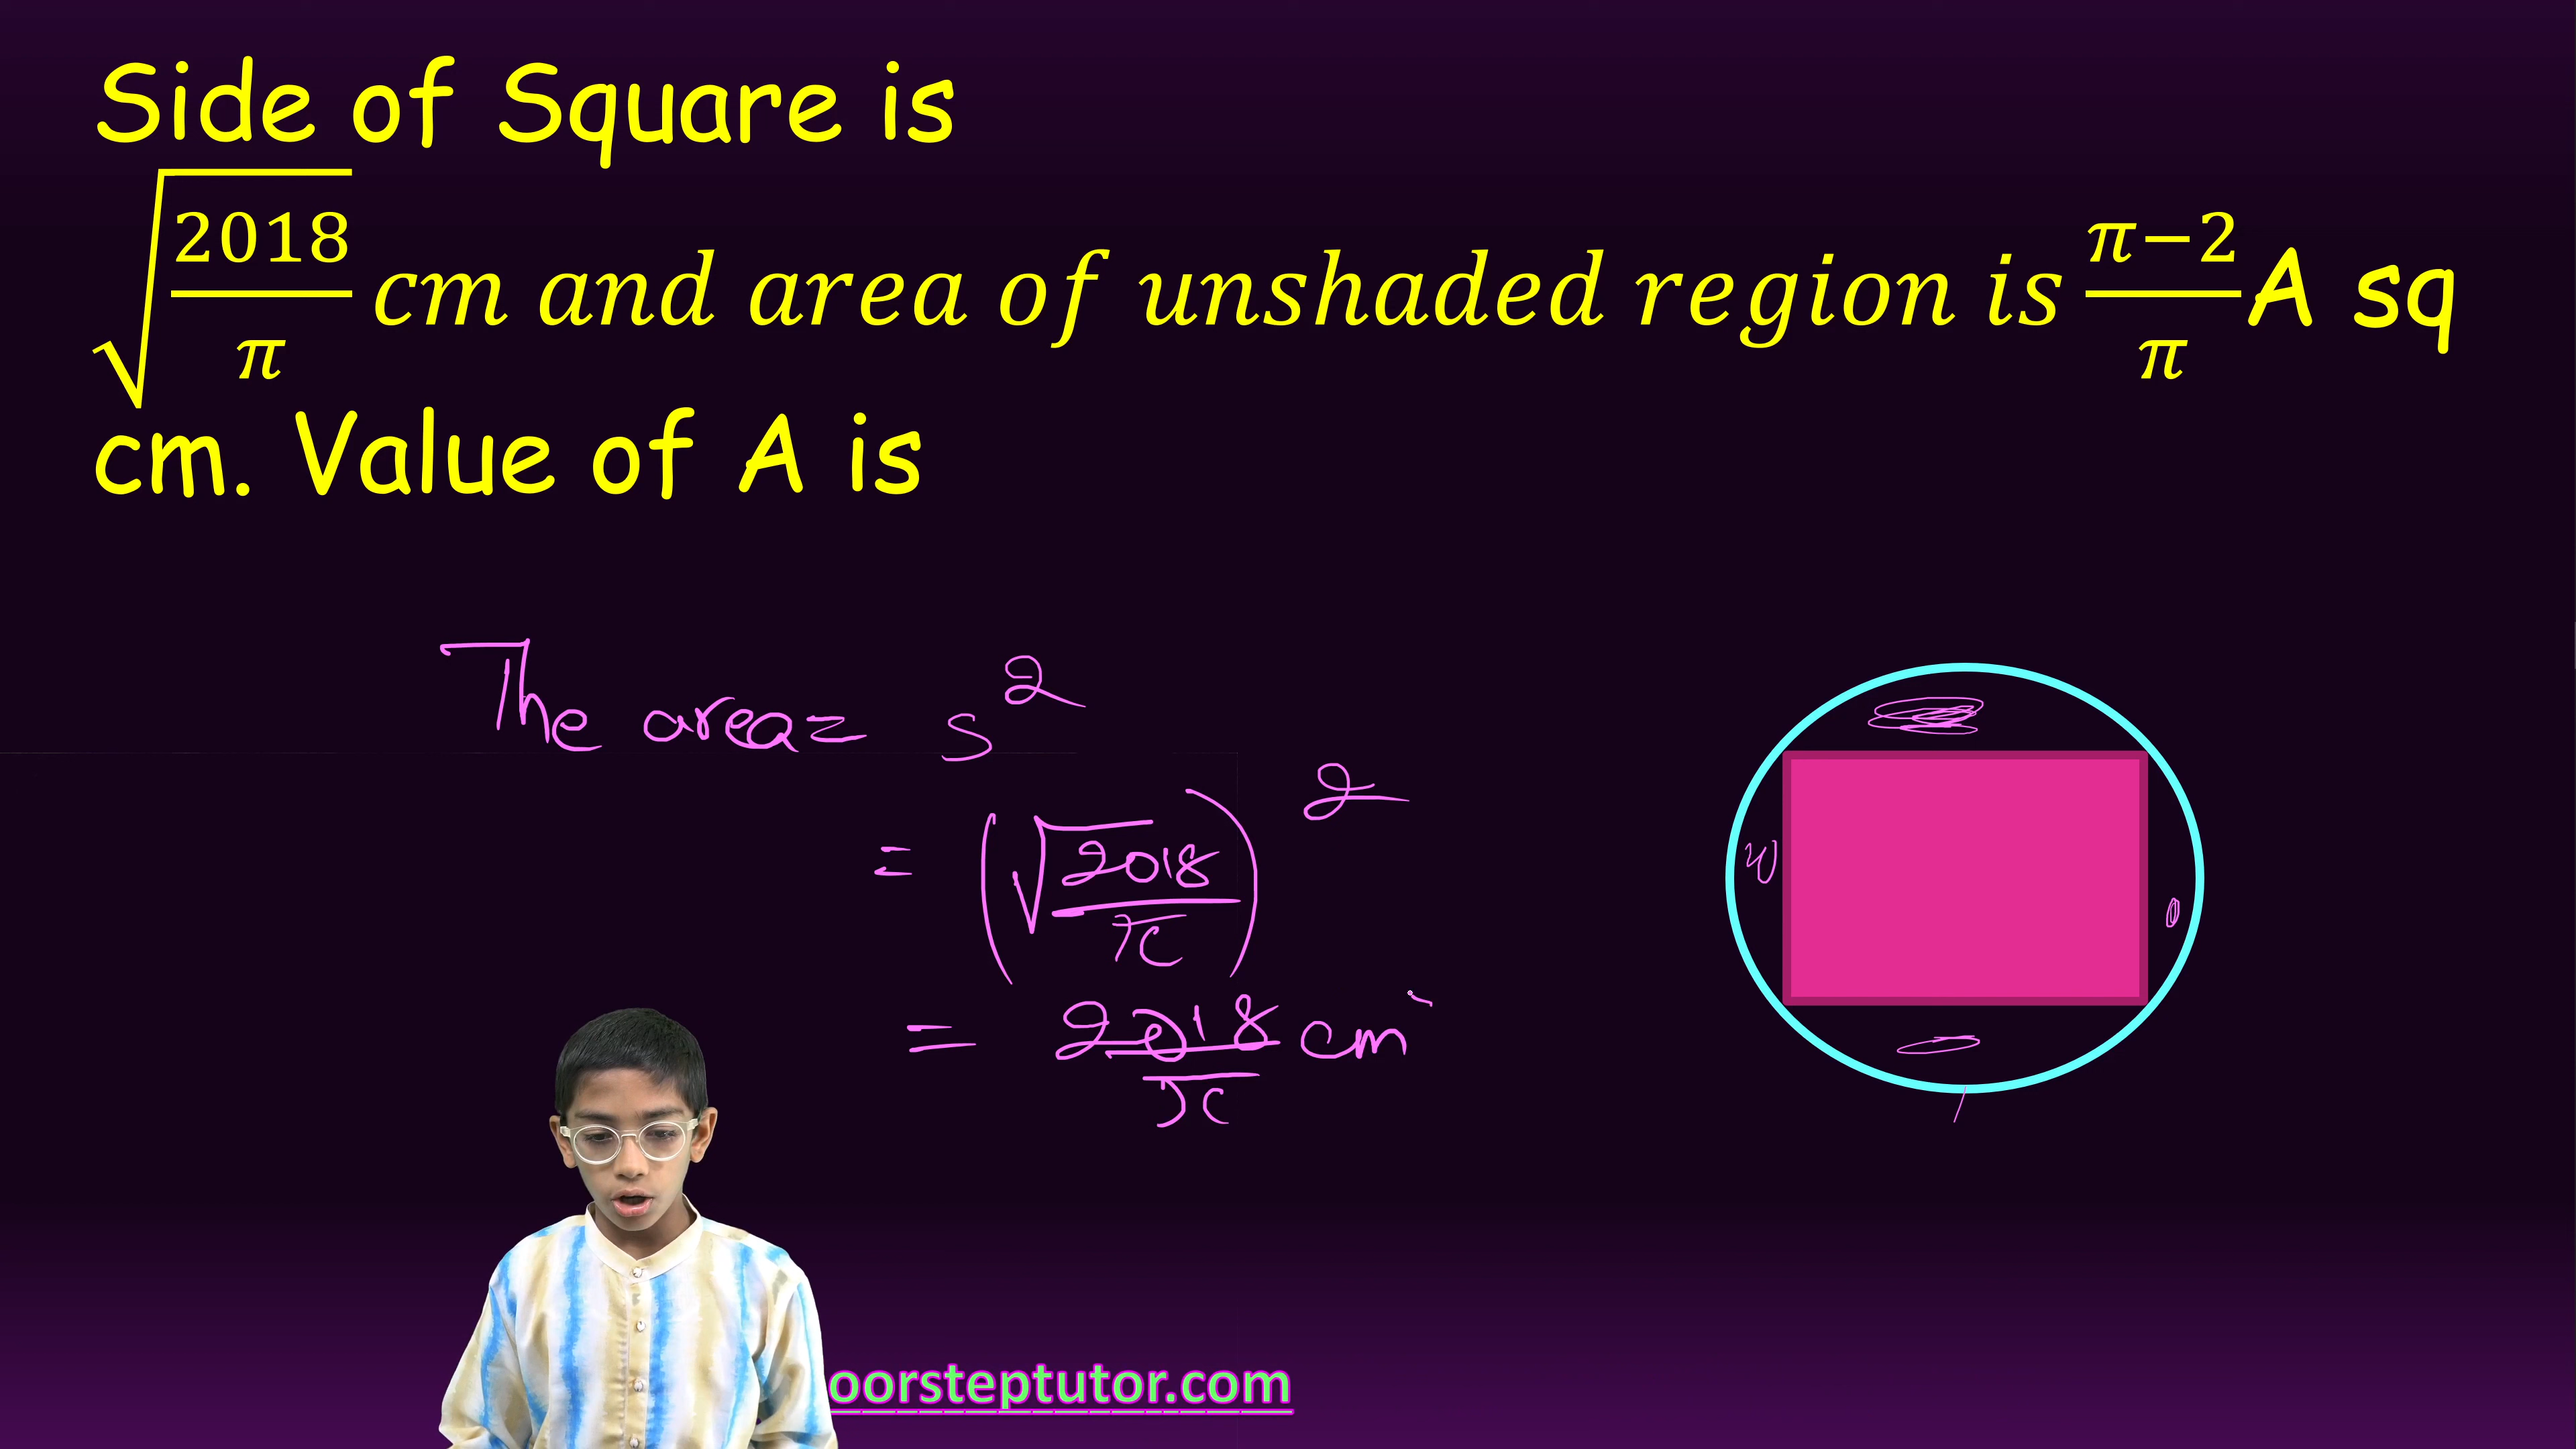 Side of Square is
√(2018/π) cm and area of unshaded region is (π−2)/π A sq
cm. Value of A is
The area = s²
= (√(2018/π))²
= 2018/π cm
oorsteptutor.com